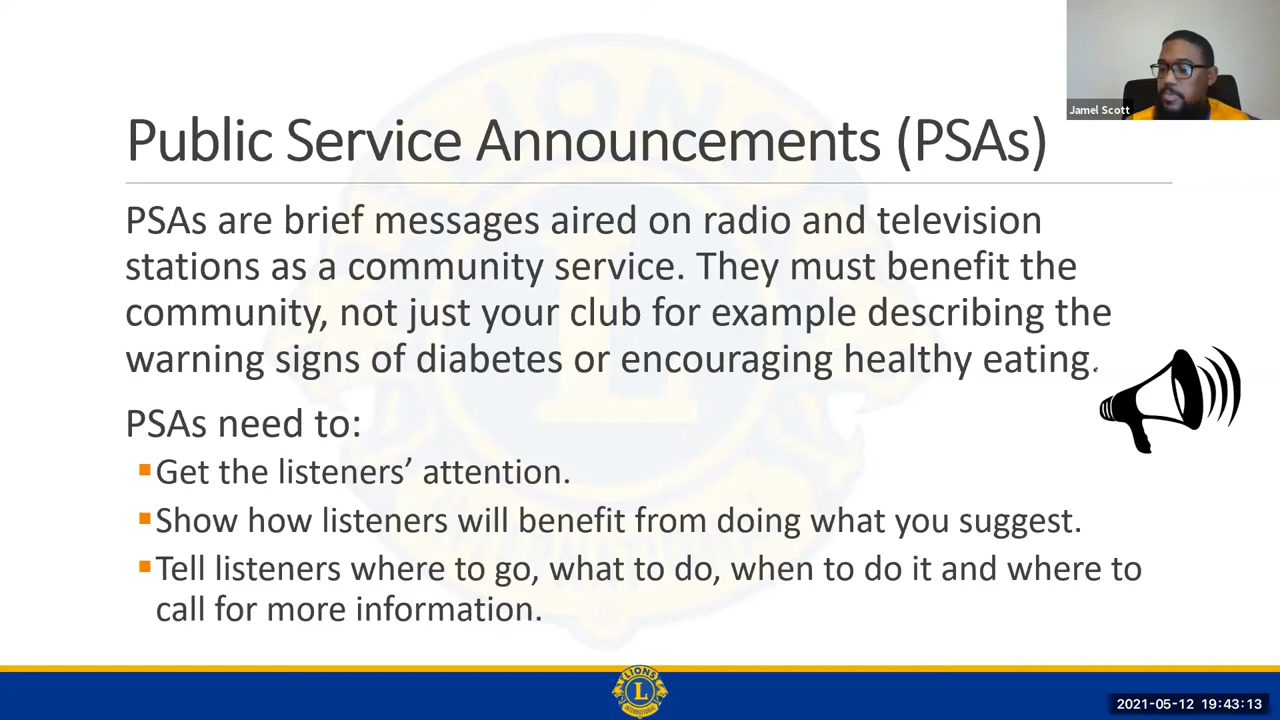 Jamel Scott
Public Service Announcements (PSAs)
PSAs are brief messages aired on radio and television
stations as a community service. They must benefit the
community, not just your club for example describing the
warning signs of diabetes or encouraging healthy eating.
PSAs need to:
▪Get the listeners’ attention.
▪Show how listeners will benefit from doing what you suggest.
▪Tell listeners where to go, what to do, when to do it and where to
call for more information.
LIONS
L
INTERNATIONAL
2021-05-12 19:43:13